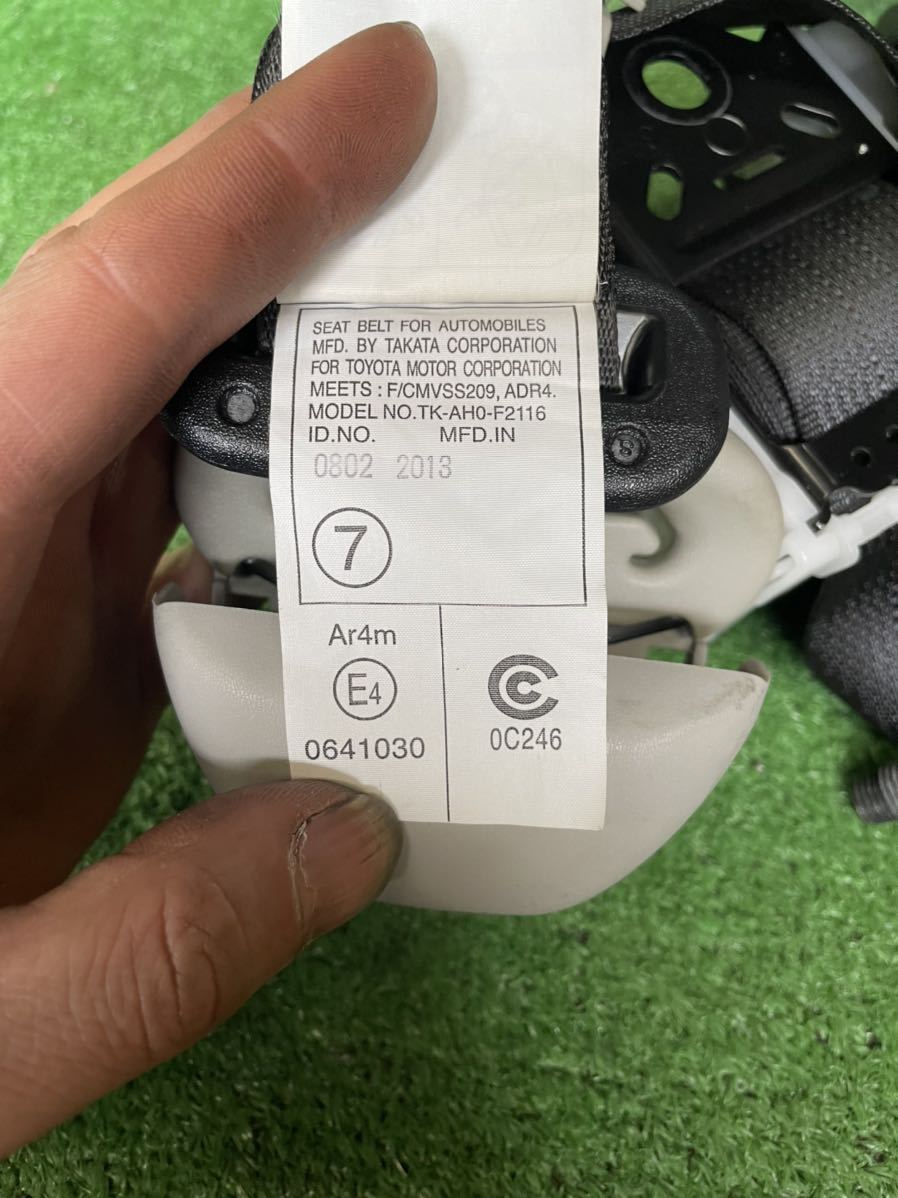 SEAT BELT FOR AUTOMOBILES
MFD. BY TAKATA CORPORATION
FOR TOYOTA MOTOR CORPORATION
MEETS : F/CMVSS209, ADR4.
MODEL NO.TK-AH0-F2116
ID.NO. MFD.IN
0802 2013
7
Ar4m
E4
0641030
C
0C246
8